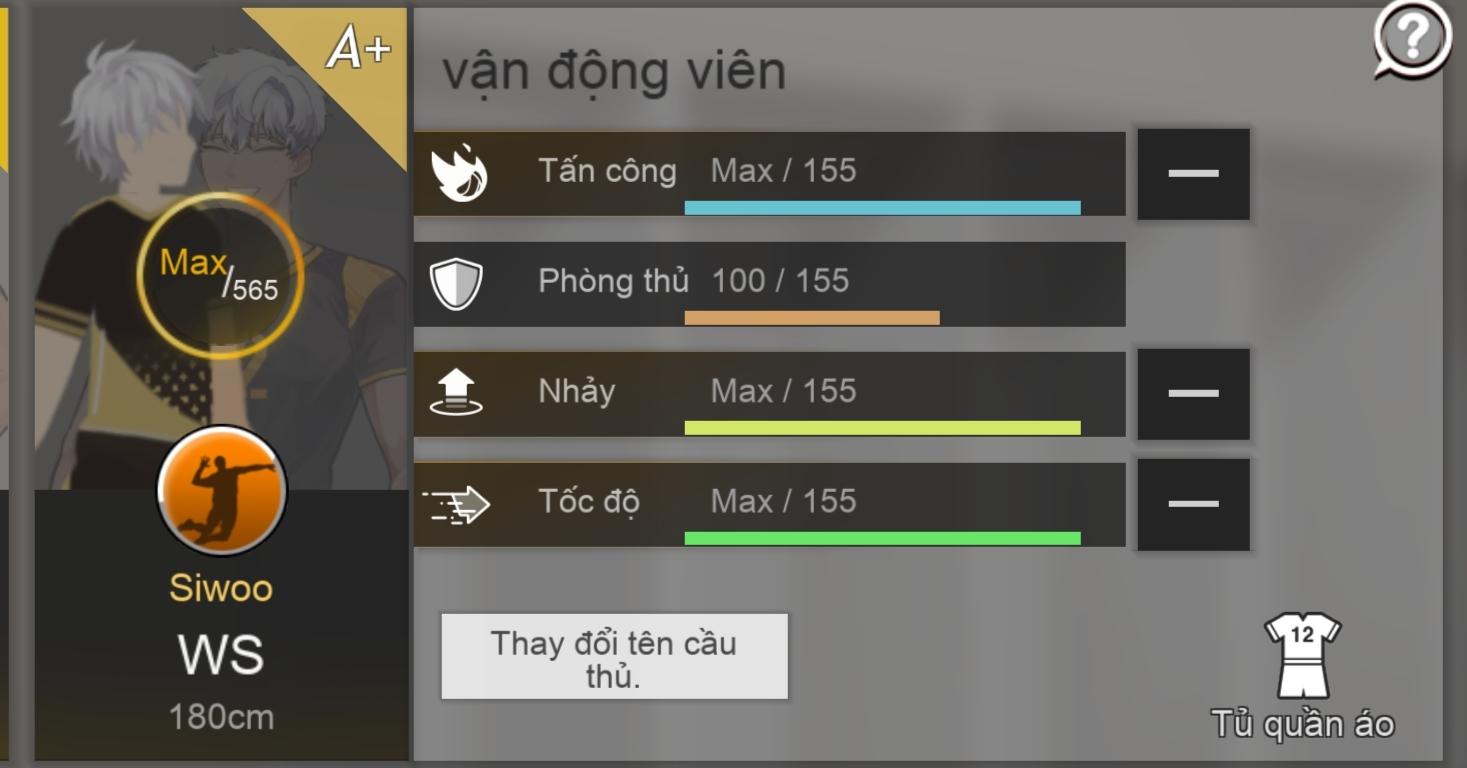 A+
Max/565
Siwoo
WS
180cm
vận động viên
?
Tấn công Max / 155
Phòng thủ 100 / 155
Nhảy Max / 155
Tốc độ Max / 155
Thay đổi tên cầu
thủ.
12
Tủ quần áo